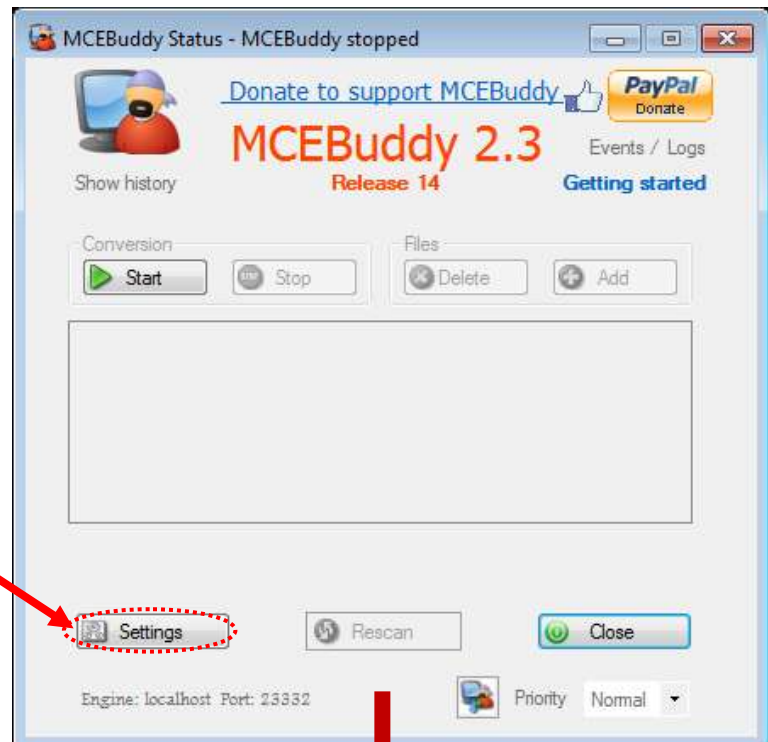 MCEBuddy Status - MCEBuddy stopped
Donate to support MCEBuddy
PayPal
Donate
MCEBuddy 2.3
Events / Logs
Show history
Release 14
Getting started
Conversion
Files
Start
Stop
Delete
Add
Settings
Rescan
Close
Engine: localhost Port: 23332
Priority
Normal